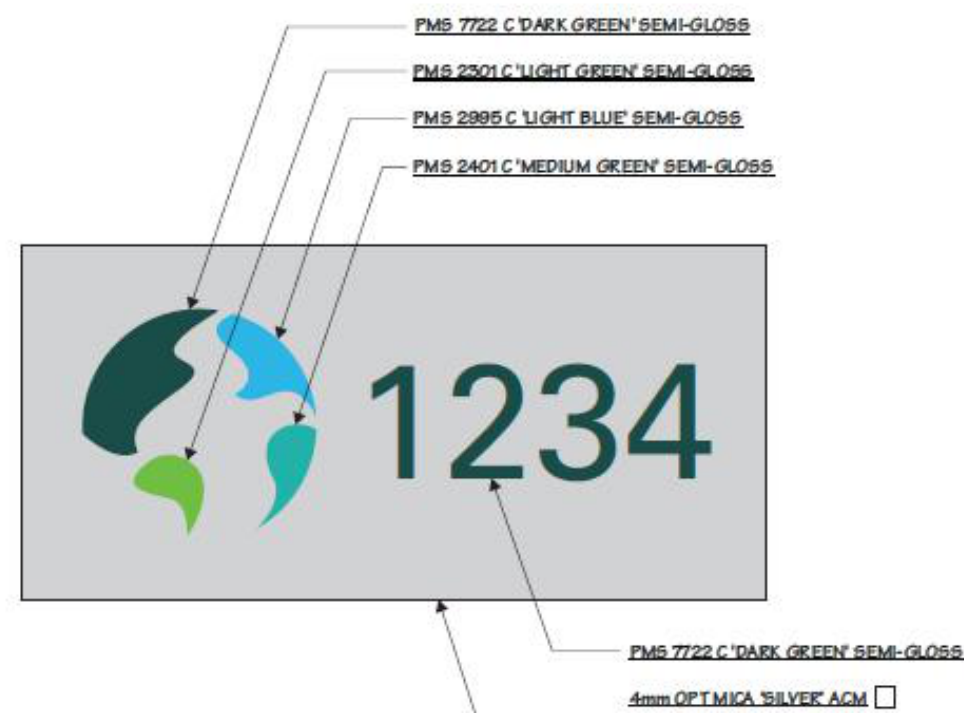 PMS 7722 C 'DARK GREEN' SEMI-GLOSS
PMS 2301 C 'LIGHT GREEN' SEMI-GLOSS
PMS 2995 C 'LIGHT BLUE' SEMI-GLOSS
PMS 2401 C 'MEDIUM GREEN' SEMI-GLOSS
1234
PMS 7722 C 'DARK GREEN' SEMI-GLOSS
4mm OPT MICA 'SILVER' ACM